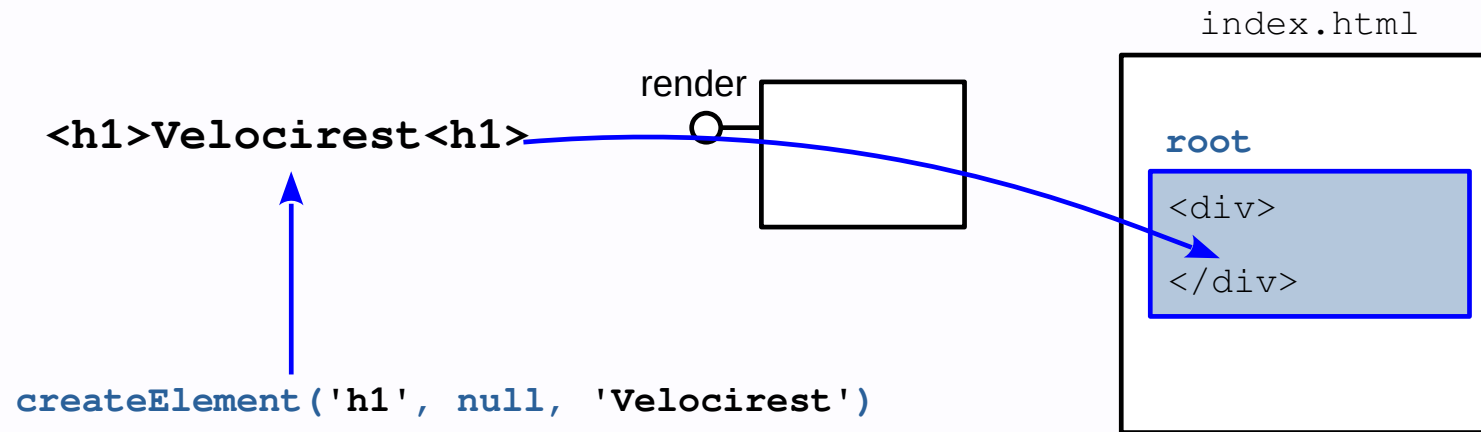 index.html
render
<h1>Velocirest<h1>
root
<div>
</div>
createElement('h1', null, 'Velocirest')